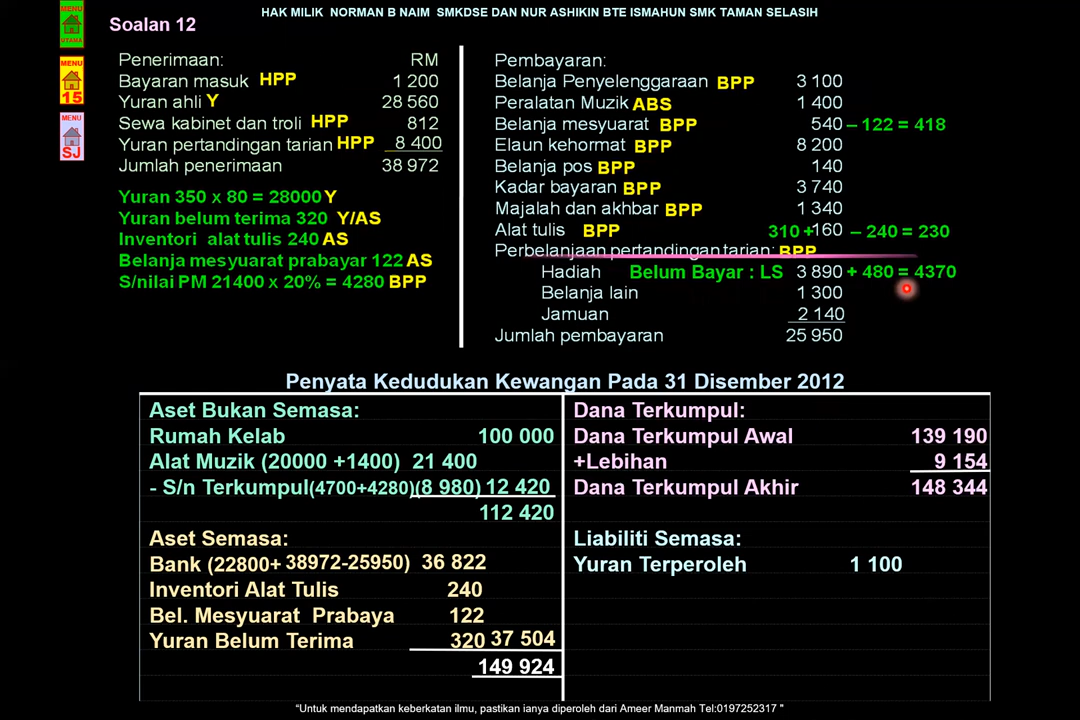 HAK MILIK NORMAN B NAIM SMKDSE DAN NUR ASHIKIN BTE ISMAHUN SMK TAMAN SELASIH
MENU
UTAMA
MENU
15
MENU
SJ
Soalan 12
Penerimaan: RM
Bayaran masuk HPP 1 200
Yuran ahli Y 28 560
Sewa kabinet dan troli HPP 812
Yuran pertandingan tarian HPP 8 400
Jumlah penerimaan 38 972
Yuran 350 x 80 = 28000 Y
Yuran belum terima 320 Y/AS
Inventori alat tulis 240 AS
Belanja mesyuarat prabayar 122 AS
S/nilai PM 21400 x 20% = 4280 BPP
Pembayaran:
Belanja Penyelenggaraan BPP 3 100
Peralatan Muzik ABS 1 400
Belanja mesyuarat BPP 540 – 122 = 418
Elaun kehormat BPP 8 200
Belanja pos BPP 140
Kadar bayaran BPP 3 740
Majalah dan akhbar BPP 1 340
Alat tulis BPP 310 + 160 – 240 = 230
Perbelanjaan pertandingan tarian: BPP
Hadiah Belum Bayar : LS 3 890 + 480 = 4370
Belanja lain 1 300
Jamuan 2 140
Jumlah pembayaran 25 950
Penyata Kedudukan Kewangan Pada 31 Disember 2012
Aset Bukan Semasa:
Rumah Kelab 100 000
Alat Muzik (20000 +1400) 21 400
- S/n Terkumpul(4700+4280)(8 980) 12 420
112 420
Aset Semasa:
Bank (22800+ 38972-25950) 36 822
Inventori Alat Tulis 240
Bel. Mesyuarat Prabaya 122
Yuran Belum Terima 320 37 504
149 924
Dana Terkumpul:
Dana Terkumpul Awal 139 190
+Lebihan 9 154
Dana Terkumpul Akhir 148 344
Liabiliti Semasa:
Yuran Terperoleh 1 100
“Untuk mendapatkan keberkatan ilmu, pastikan ianya diperoleh dari Ameer Manmah Tel:0197252317 ”